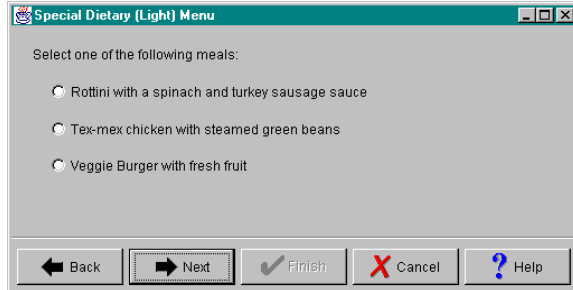 Special Dietary (Light) Menu
Select one of the following meals:
Rottini with a spinach and turkey sausage sauce
Tex-mex chicken with steamed green beans
Veggie Burger with fresh fruit
Back Next Finish Cancel Help